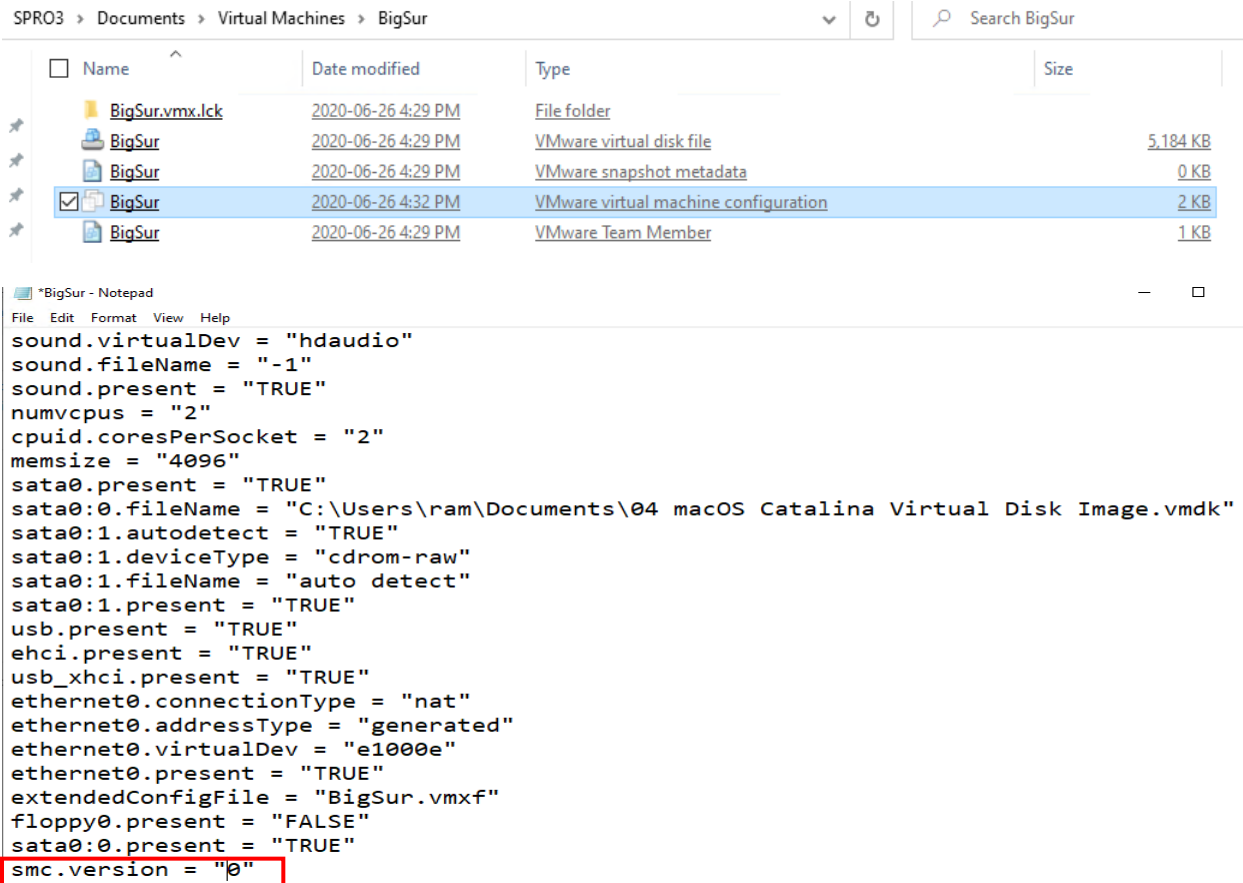 SPRO3 > Documents > Virtual Machines > BigSur Search BigSur
Name Date modified Type Size
BigSur.vmx.lck 2020-06-26 4:29 PM File folder
BigSur 2020-06-26 4:29 PM VMware virtual disk file 5,184 KB
BigSur 2020-06-26 4:29 PM VMware snapshot metadata 0 KB
BigSur 2020-06-26 4:32 PM VMware virtual machine configuration 2 KB
BigSur 2020-06-26 4:29 PM VMware Team Member 1 KB
*BigSur - Notepad
File Edit Format View Help
sound.virtualDev = "hdaudio"
sound.fileName = "-1"
sound.present = "TRUE"
numvcpus = "2"
cpuid.coresPerSocket = "2"
memsize = "4096"
sata0.present = "TRUE"
sata0:0.fileName = "C:\Users\ram\Documents\04 macOS Catalina Virtual Disk Image.vmdk"
sata0:1.autodetect = "TRUE"
sata0:1.deviceType = "cdrom-raw"
sata0:1.fileName = "auto detect"
sata0:1.present = "TRUE"
usb.present = "TRUE"
ehci.present = "TRUE"
usb_xhci.present = "TRUE"
ethernet0.connectionType = "nat"
ethernet0.addressType = "generated"
ethernet0.virtualDev = "e1000e"
ethernet0.present = "TRUE"
extendedConfigFile = "BigSur.vmxf"
floppy0.present = "FALSE"
sata0:0.present = "TRUE"
smc.version = "0"